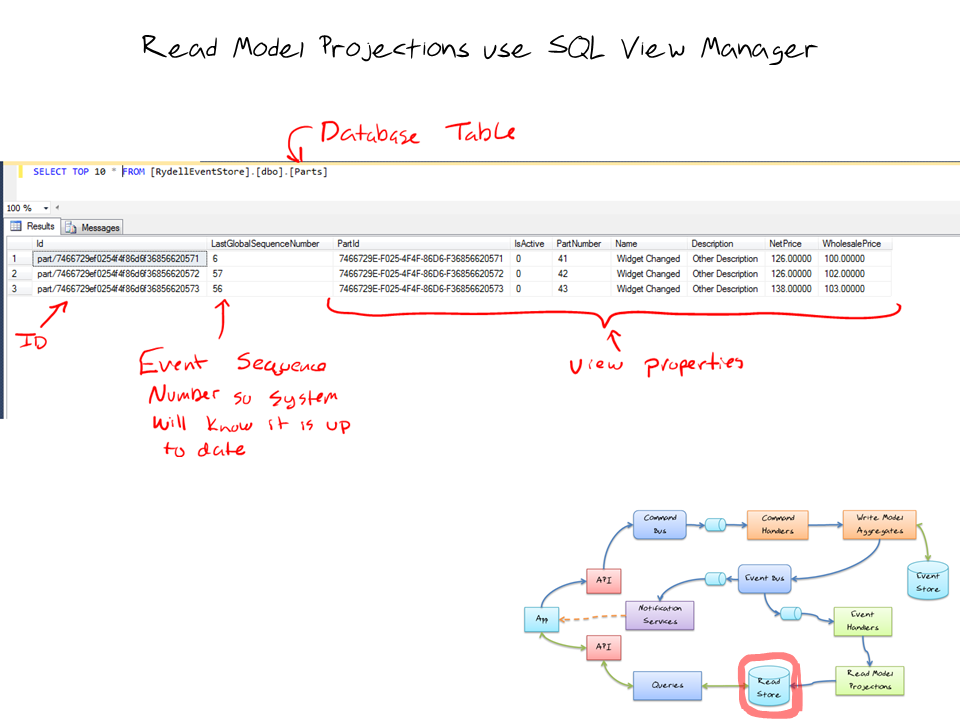 Read Model Projections use SQL View Manager
Database Table
SELECT TOP 10 * FROM [RydellEventStore].[dbo].[Parts]
100 %
Results Messages
Id LastGlobalSequenceNumber PartId IsActive PartNumber Name Description NetPrice WholesalePrice
1 part/7466729ef0254f4f86d6f36856620571 6 7466729E-F025-4F4F-86D6-F36856620571 0 41 Widget Changed Other Description 126.00000 100.00000
2 part/7466729ef0254f4f86d6f36856620572 57 7466729E-F025-4F4F-86D6-F36856620572 0 42 Widget Changed Other Description 126.00000 102.00000
3 part/7466729ef0254f4f86d6f36856620573 56 7466729E-F025-4F4F-86D6-F36856620573 0 43 Widget Changed Other Description 138.00000 103.00000
ID
Event Sequence
Number so system
will know it is up
to date
View properties
Command
Bus
Command
Handlers
Write Model
Aggregates
API
Event Bus
Event
Store
App
Notification
Services
Event
Handlers
API
Queries
Read
Store
Read Model
Projections